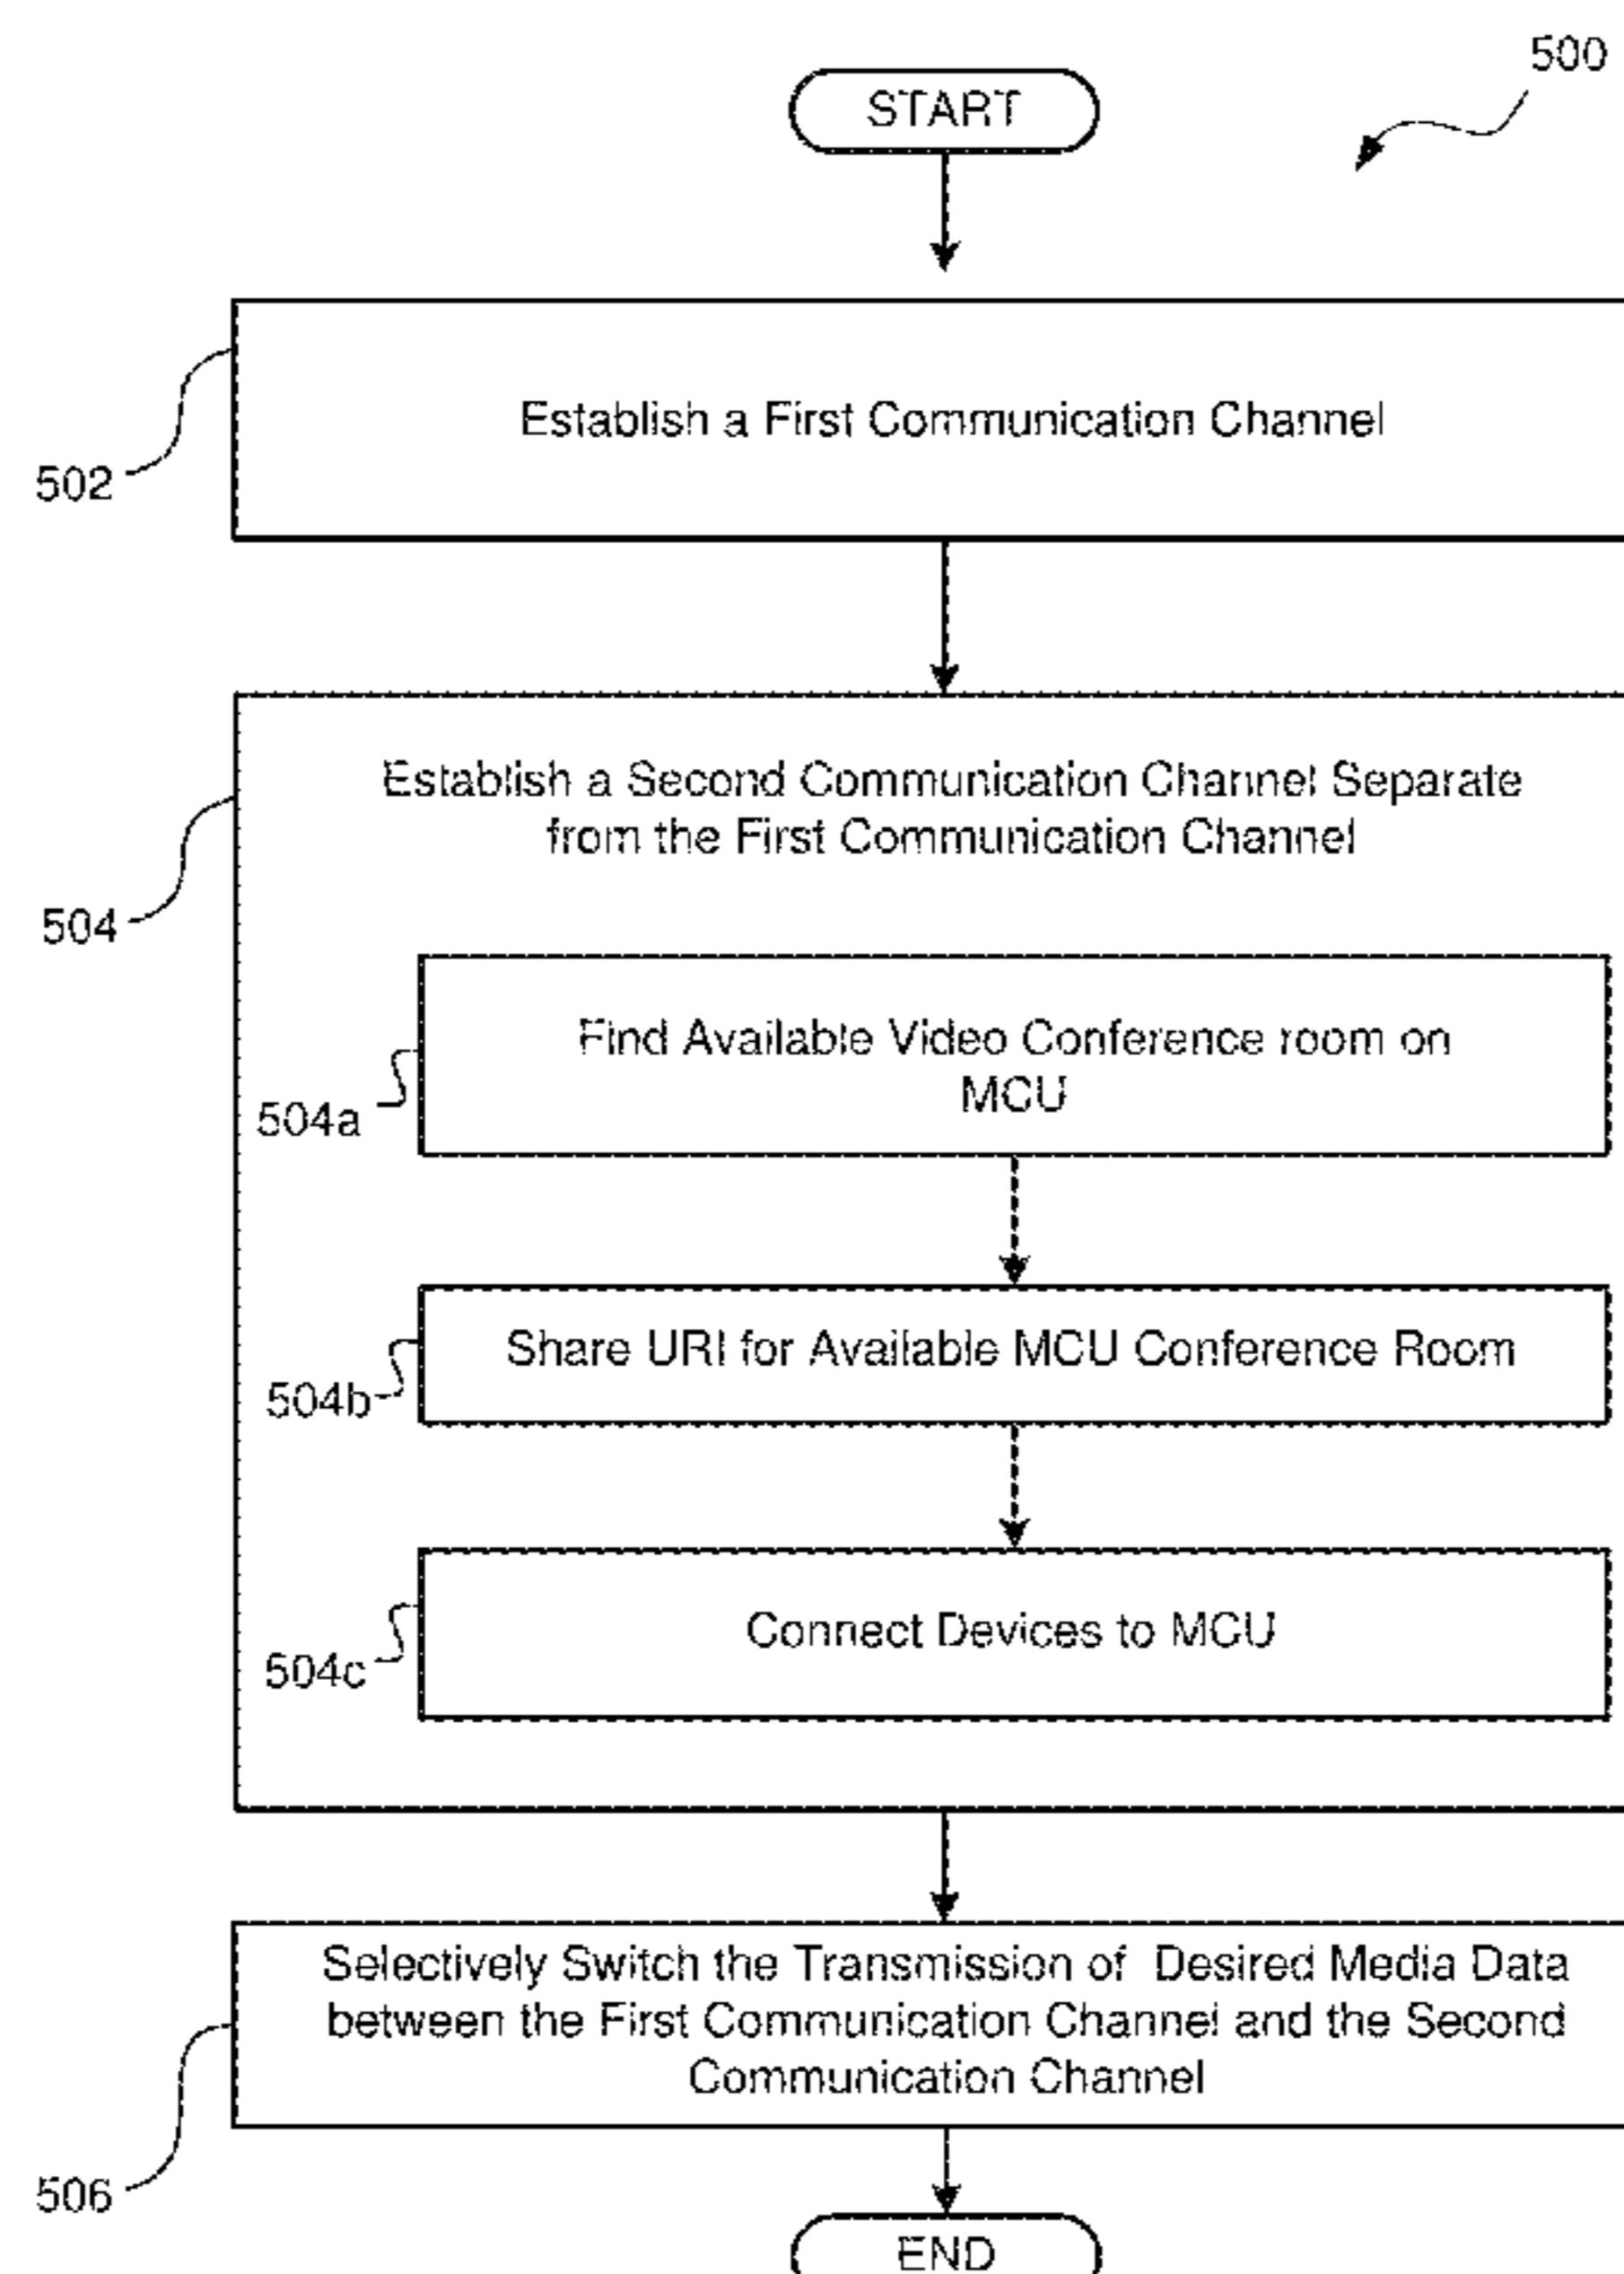 500
START
Establish a First Communication Channel
502
Establish a Second Communication Channel Separate
from the First Communication Channel
504
Find Available Video Conference room on
MCU
504a
Share URI for Available MCU Conference Room
504b
Connect Devices to MCU
504c
Selectively Switch the Transmission of Desired Media Data
between the First Communication Channel and the Second
Communication Channel
506
END